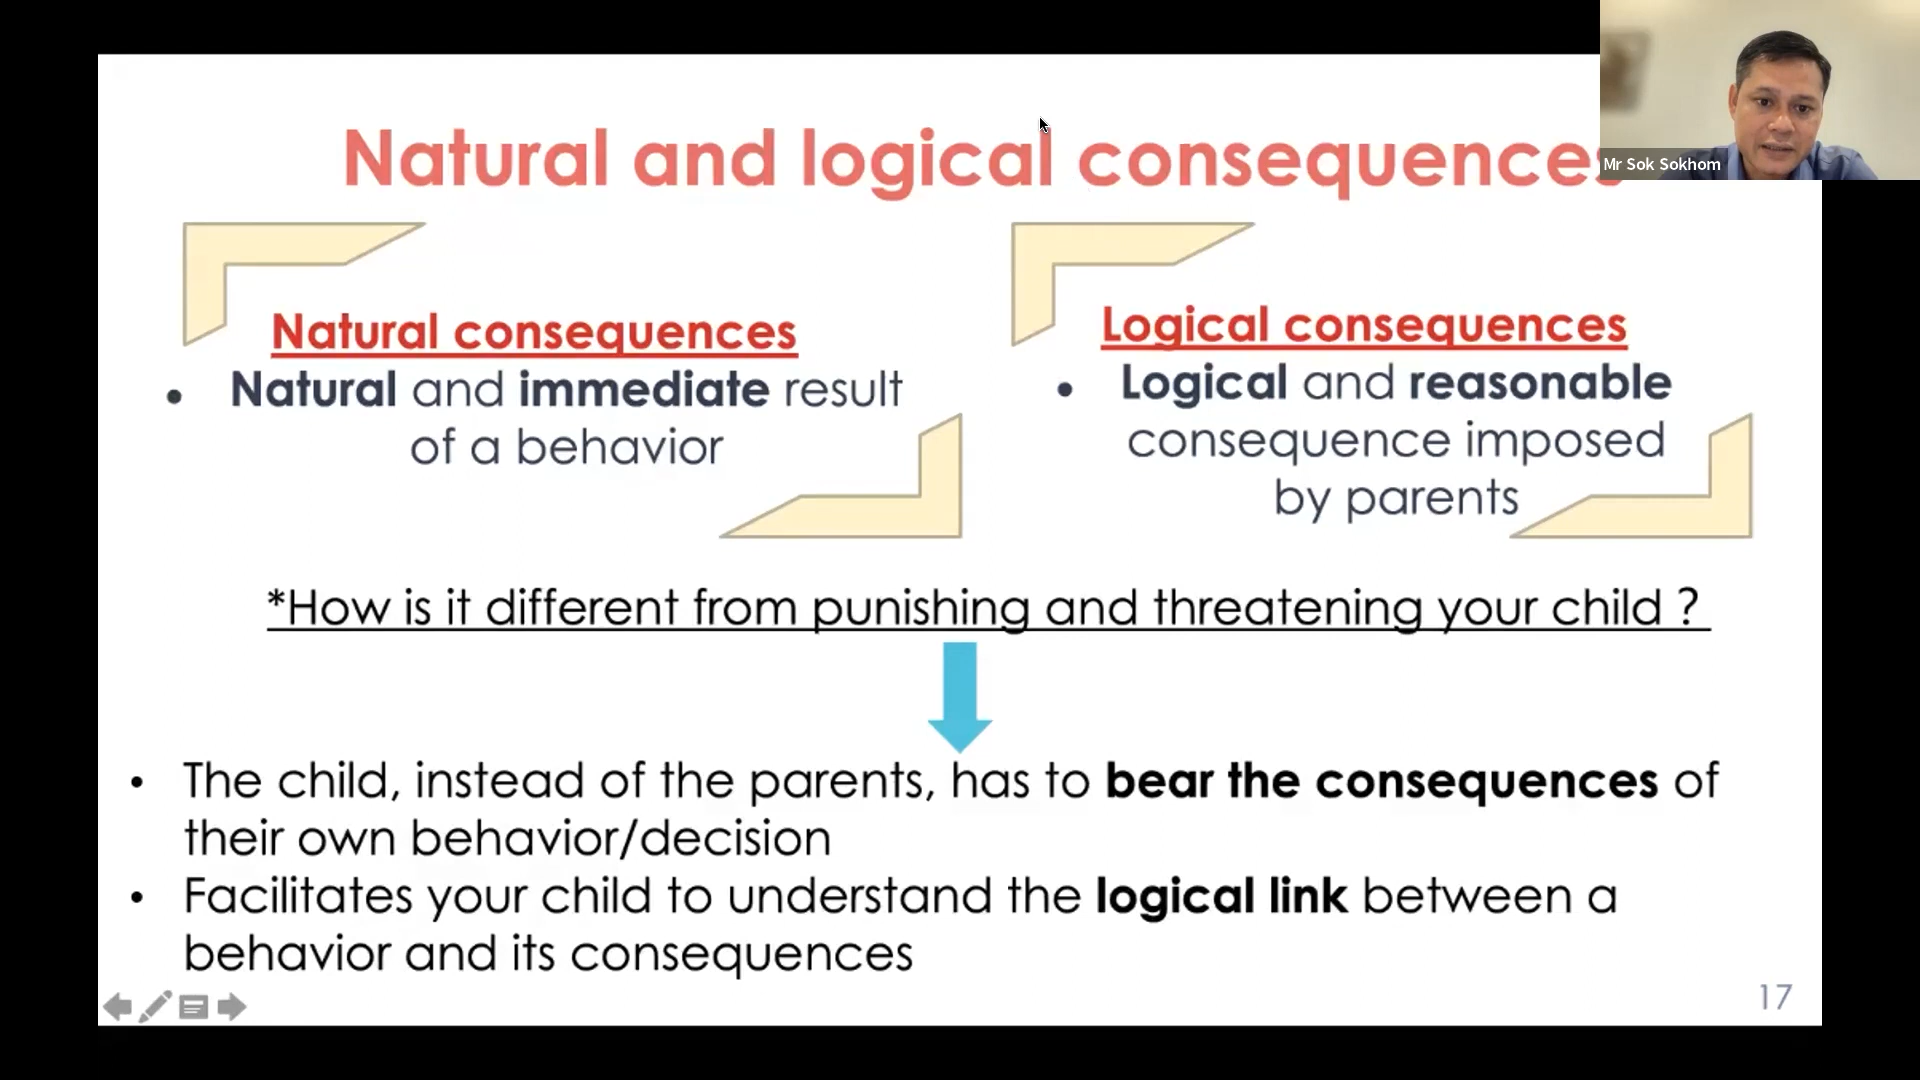 Natural and logical consequences
Mr Sok Sokhom
Natural consequences
• Natural and immediate result
of a behavior
Logical consequences
• Logical and reasonable
consequence imposed
by parents
*How is it different from punishing and threatening your child ?
• The child, instead of the parents, has to bear the consequences of
their own behavior/decision
• Facilitates your child to understand the logical link between a
behavior and its consequences
17